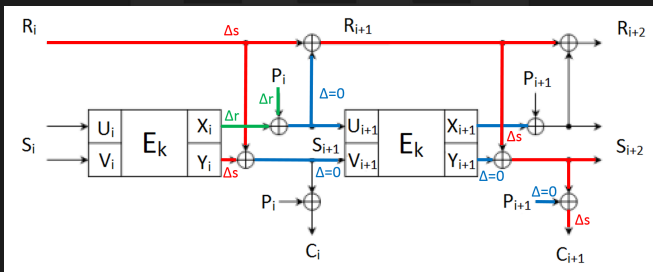 Rᵢ Δs Rᵢ₊₁ Rᵢ₊₂
Pᵢ Pᵢ₊₁
Δr Δ=0
Uᵢ Eₖ Xᵢ Δr Uᵢ₊₁ Eₖ Xᵢ₊₁ Δs
Sᵢ Sᵢ₊₁ Sᵢ₊₂
Vᵢ Yᵢ Δs Δ=0 Vᵢ₊₁ Yᵢ₊₁ Δ=0
Pᵢ Pᵢ₊₁ Δ=0 Δs
Cᵢ Cᵢ₊₁